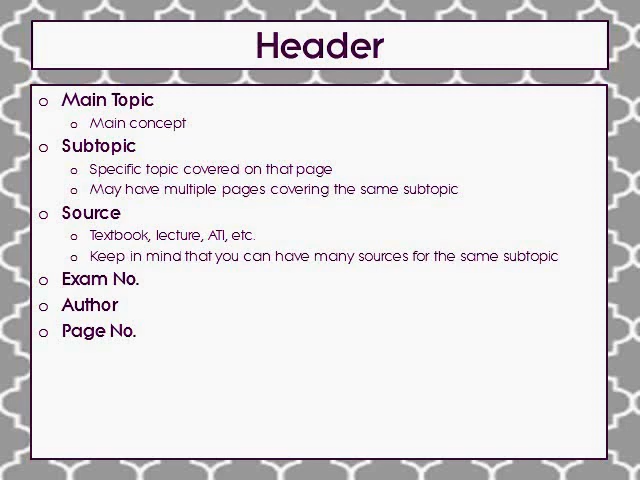 Header
Main Topic
Main concept
Subtopic
Specific topic covered on that page
May have multiple pages covering the same subtopic
Source
Textbook, lecture, ATI, etc.
Keep in mind that you can have many sources for the same subtopic
Exam No.
Author
Page No.